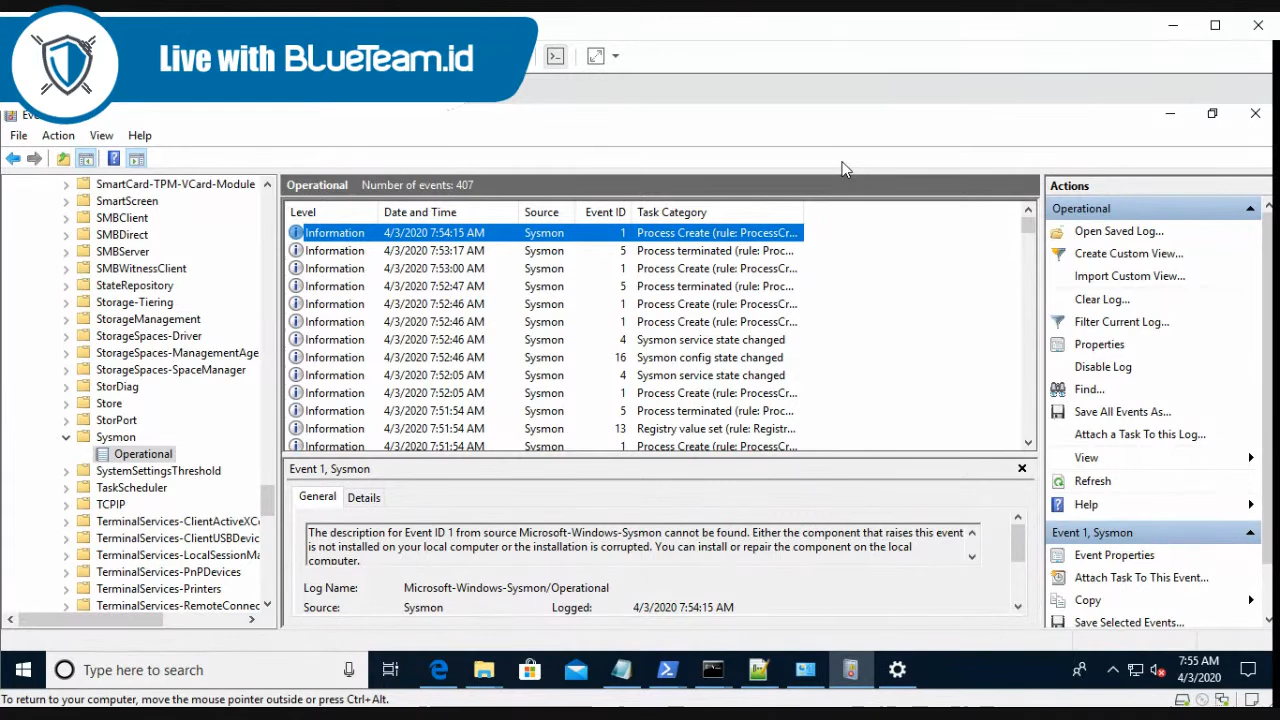 Live with BLUeTeam.id
File Action View Help
SmartCard-TPM-VCard-Module
SmartScreen
SMBClient
SMBDirect
SMBServer
SMBWitnessClient
StateRepository
Storage-Tiering
StorageManagement
StorageSpaces-Driver
StorageSpaces-ManagementAge
StorageSpaces-SpaceManager
StorDiag
Store
StorPort
Sysmon
Operational
SystemSettingsThreshold
TaskScheduler
TCPIP
TerminalServices-ClientActiveXCo
TerminalServices-ClientUSBDevic
TerminalServices-LocalSessionMa
TerminalServices-PnPDevices
TerminalServices-Printers
TerminalServices-RemoteConnec
Operational Number of events: 407
Level Date and Time Source Event ID Task Category
Information 4/3/2020 7:54:15 AM Sysmon 1 Process Create (rule: ProcessCr...
Information 4/3/2020 7:53:17 AM Sysmon 5 Process terminated (rule: Proc...
Information 4/3/2020 7:53:00 AM Sysmon 1 Process Create (rule: ProcessCr...
Information 4/3/2020 7:52:47 AM Sysmon 5 Process terminated (rule: Proc...
Information 4/3/2020 7:52:46 AM Sysmon 1 Process Create (rule: ProcessCr...
Information 4/3/2020 7:52:46 AM Sysmon 1 Process Create (rule: ProcessCr...
Information 4/3/2020 7:52:46 AM Sysmon 4 Sysmon service state changed
Information 4/3/2020 7:52:46 AM Sysmon 16 Sysmon config state changed
Information 4/3/2020 7:52:05 AM Sysmon 4 Sysmon service state changed
Information 4/3/2020 7:52:05 AM Sysmon 1 Process Create (rule: ProcessCr...
Information 4/3/2020 7:51:54 AM Sysmon 5 Process terminated (rule: Proc...
Information 4/3/2020 7:51:54 AM Sysmon 13 Registry value set (rule: Registr...
Information 4/3/2020 7:51:54 AM Sysmon 1 Process Create (rule: ProcessCr...
Event 1, Sysmon
General Details
The description for Event ID 1 from source Microsoft-Windows-Sysmon cannot be found. Either the component that raises this event
is not installed on your local computer or the installation is corrupted. You can install or repair the component on the local
computer.
Log Name: Microsoft-Windows-Sysmon/Operational
Source: Sysmon Logged: 4/3/2020 7:54:15 AM
Actions
Operational
Open Saved Log...
Create Custom View...
Import Custom View...
Clear Log...
Filter Current Log...
Properties
Disable Log
Find...
Save All Events As...
Attach a Task To this Log...
View
Refresh
Help
Event 1, Sysmon
Event Properties
Attach Task To This Event...
Copy
Save Selected Events...
Type here to search
7:55 AM
4/3/2020
To return to your computer, move the mouse pointer outside or press Ctrl+Alt.